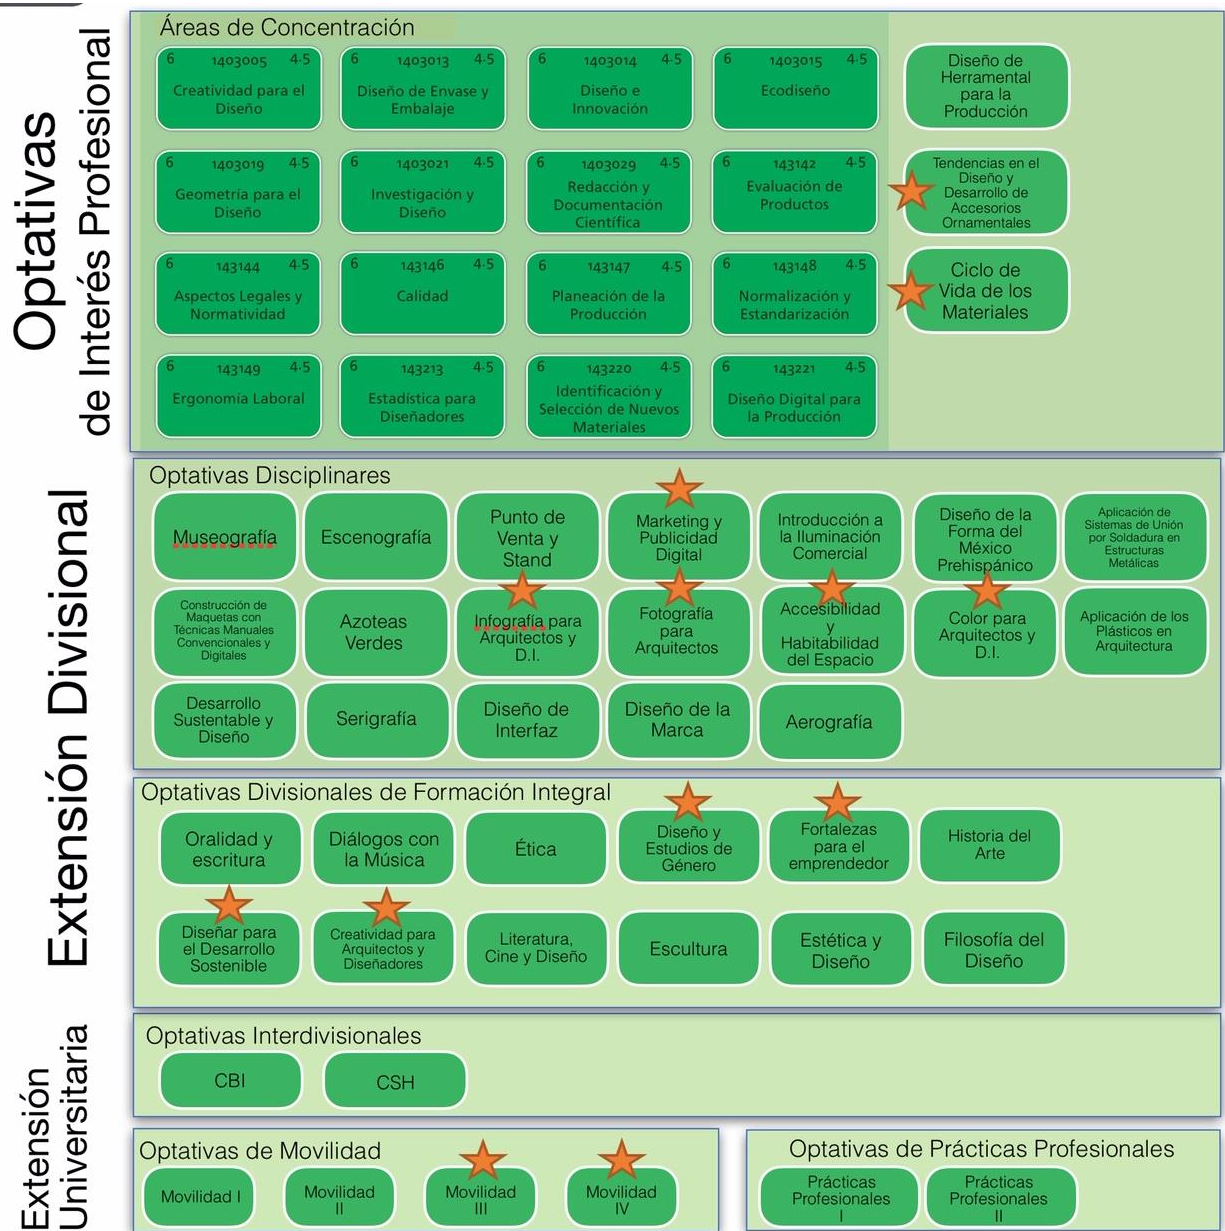 Optativas
de Interés Profesional
Áreas de Concentración
6 1403005 4.5
Creatividad para el
Diseño
6 1403013 4.5
Diseño de Envase y
Embalaje
6 1403014 4.5
Diseño e
Innovación
6 1403015 4.5
Ecodiseño
Diseño de
Herramental
para la
Producción
6 1403019 4.5
Geometría para el
Diseño
6 1403021 4.5
Investigación y
Diseño
6 1403029 4.5
Redacción y
Documentación
Científica
6 143142 4.5
Evaluación de
Productos
Tendencias en el
Diseño y
Desarrollo de
Accesorios
Ornamentales
6 143144 4.5
Aspectos Legales y
Normatividad
6 143146 4.5
Calidad
6 143147 4.5
Planeación de la
Producción
6 143148 4.5
Normalización y
Estandarización
Ciclo de
Vida de los
Materiales
6 143149 4.5
Ergonomía Laboral
6 143213 4.5
Estadística para
Diseñadores
6 143220 4.5
Identificación y
Selección de Nuevos
Materiales
6 143221 4.5
Diseño Digital para
la Producción
Extensión Divisional
Optativas Disciplinares
Museografía
Escenografía
Punto de
Venta y
Stand
Marketing y
Publicidad
Digital
Introducción a
la Iluminación
Comercial
Diseño de la
Forma del
México
Prehispánico
Aplicación de
Sistemas de Unión
por Soldadura en
Estructuras
Metálicas
Construcción de
Maquetas con
Técnicas Manuales
Convencionales y
Digitales
Azoteas
Verdes
Infografía para
Arquitectos y
D.I.
Fotografía
para
Arquitectos
Accesibilidad
y
Habitabilidad
del Espacio
Color para
Arquitectos y
D.I.
Aplicación de los
Plásticos en
Arquitectura
Desarrollo
Sustentable y
Diseño
Serigrafía
Diseño de
Interfaz
Diseño de la
Marca
Aerografía
Optativas Divisionales de Formación Integral
Oralidad y
escritura
Diálogos con
la Música
Ética
Diseño y
Estudios de
Género
Fortalezas
para el
emprendedor
Historia del
Arte
Diseñar para
el Desarrollo
Sostenible
Creatividad para
Arquitectos y
Diseñadores
Literatura,
Cine y Diseño
Escultura
Estética y
Diseño
Filosofía del
Diseño
Extensión
Universitaria
Optativas Interdivisionales
CBI
CSH
Optativas de Movilidad
Movilidad I
Movilidad
II
Movilidad
III
Movilidad
IV
Optativas de Prácticas Profesionales
Prácticas
Profesionales
I
Prácticas
Profesionales
II